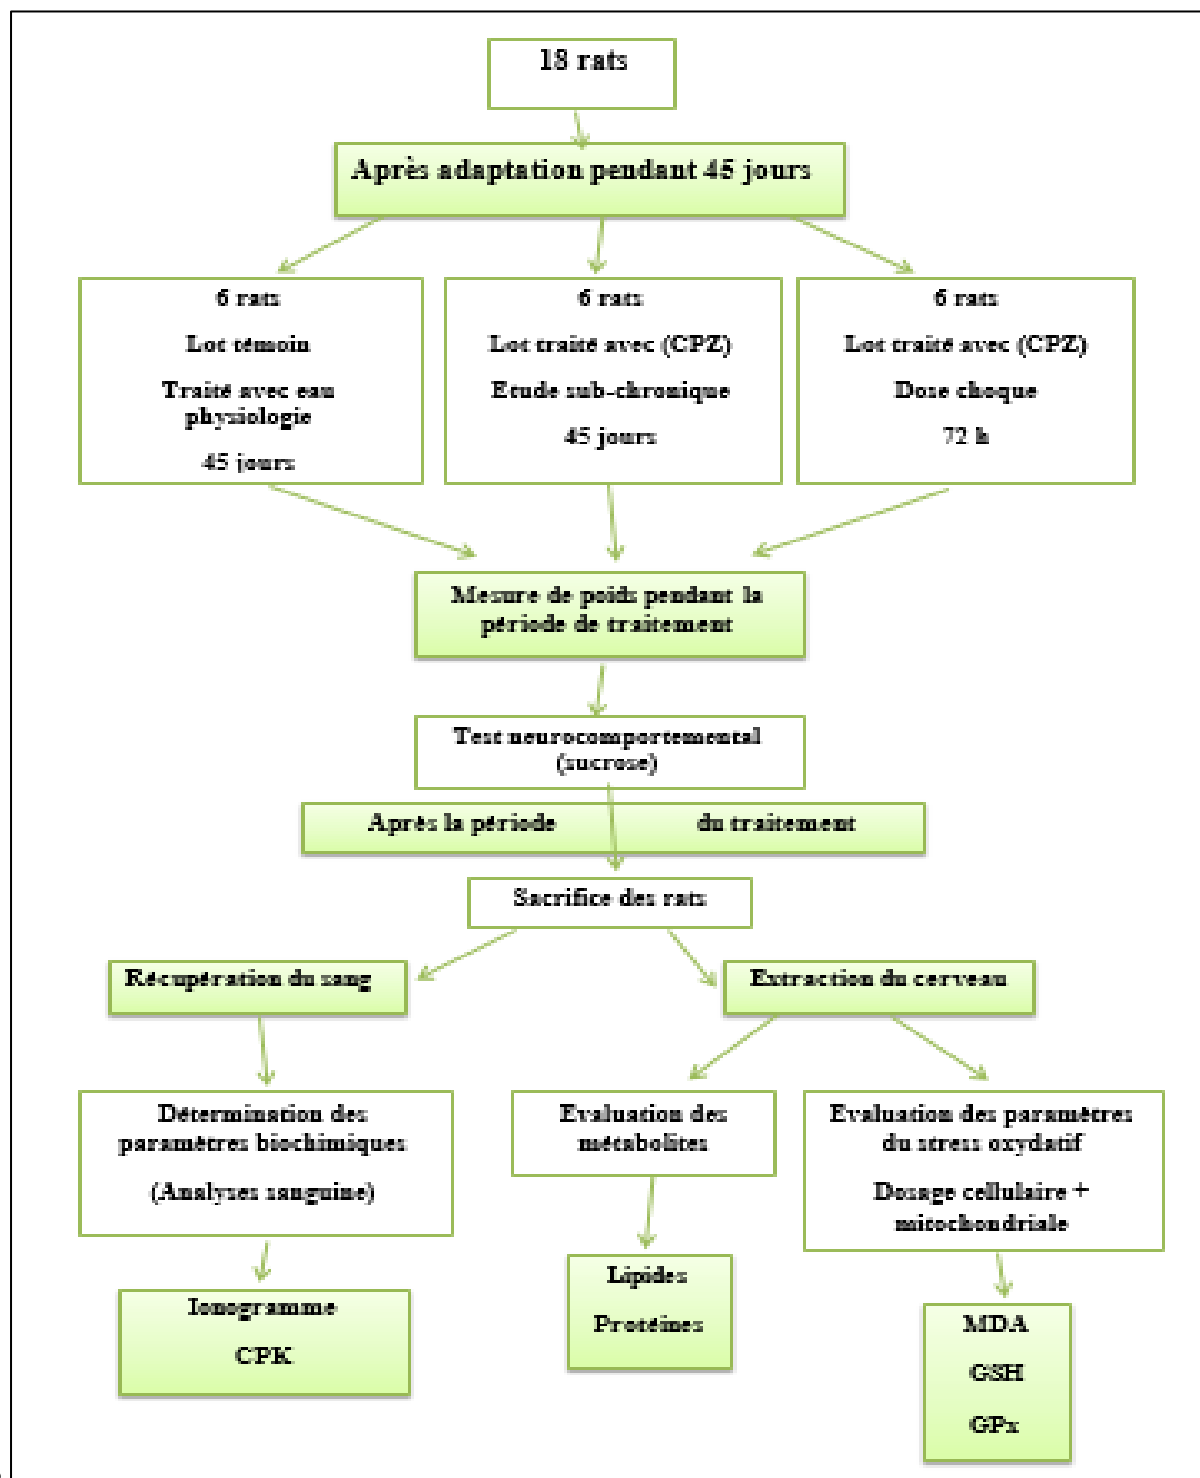 18 rats
Après adaptation pendant 45 jours
6 rats
Lot témoin
Traité avec eau
physiologie
45 jours
6 rats
Lot traité avec (CPZ)
Etude sub-chronique
45 jours
6 rats
Lot traité avec (CPZ)
Dose choque
72 h
Mesure de poids pendant la
période de traitement
Test neurocomportemental
(sucrose)
Après la période du traitement
Sacrifice des rats
Récupération du sang
Extraction du cerveau
Détermination des
paramètres biochimiques
(Analyses sanguine)
Evaluation des
métabolites
Evaluation des paramètres
du stress oxydatif
Dosage cellulaire +
mitochondriale
Ionogramme
CPK
Lipides
Protéines
MDA
GSH
GPx